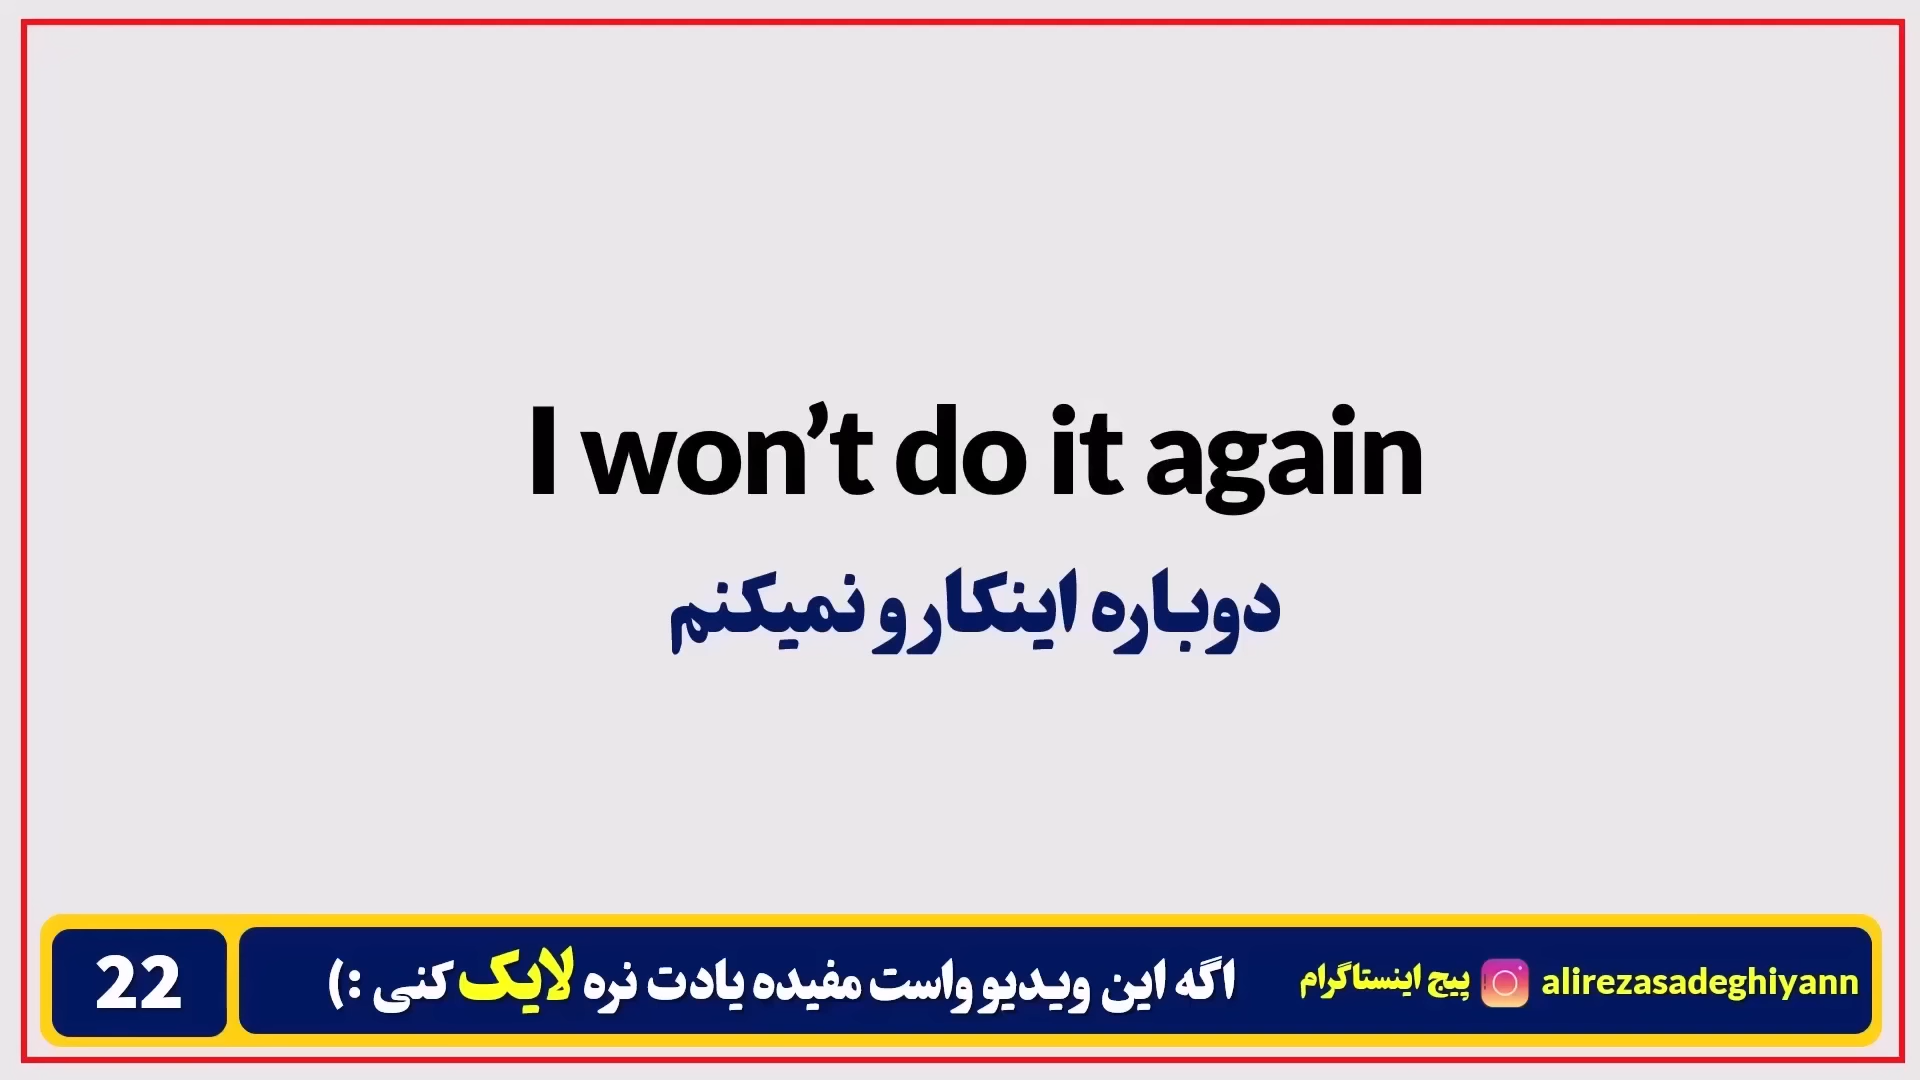 I won’t do it again
دوباره اینکار و نمیکنم
22
اگه این ویدیو واست مفیده یادت نره لایک کنی :)
پیج اینستاگرام
alirezasadeghiyann